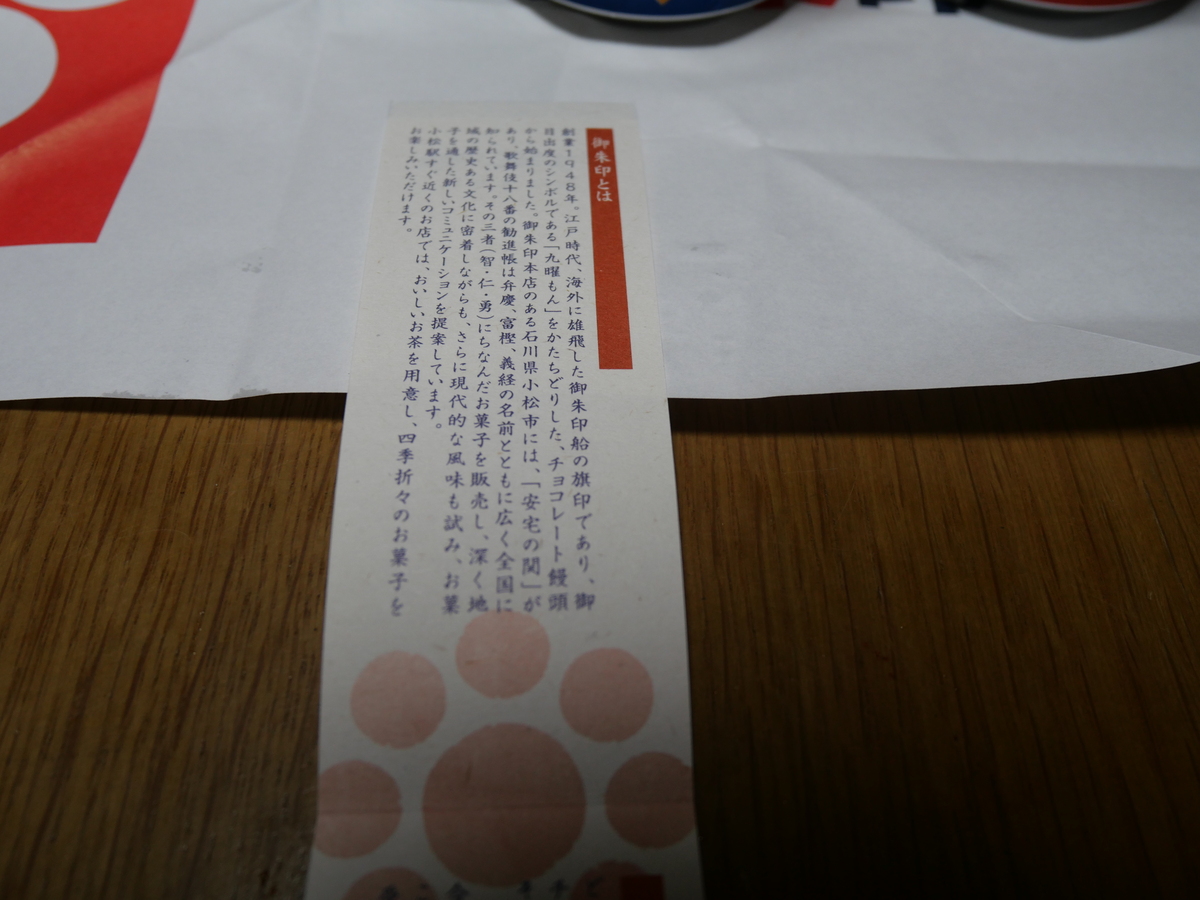 御朱印とは
創業1948年。江戸時代、海外に雄飛した御朱印船の旗印であり、御
目出度のシンボルである「九曜もん」をかたちどりした、チョコレート饅頭
から始まりました。御朱印本店のある石川県小松市には、「安宅の関」が
あり、歌舞伎十八番の勧進帳は弁慶、富樫、義経の名前とともに広く全国に
知られています。その三者(智・仁・勇)にちなんだお菓子を販売し、深く地
域の歴史ある文化に密着しながらも、さらに現代的な風味も試み、お菓
子を通した新しいコミュニケーションを提案しています。
小松駅すぐ近くのお店では、おいしいお茶を用意し、四季折々のお菓子を
お楽しみいただけます。